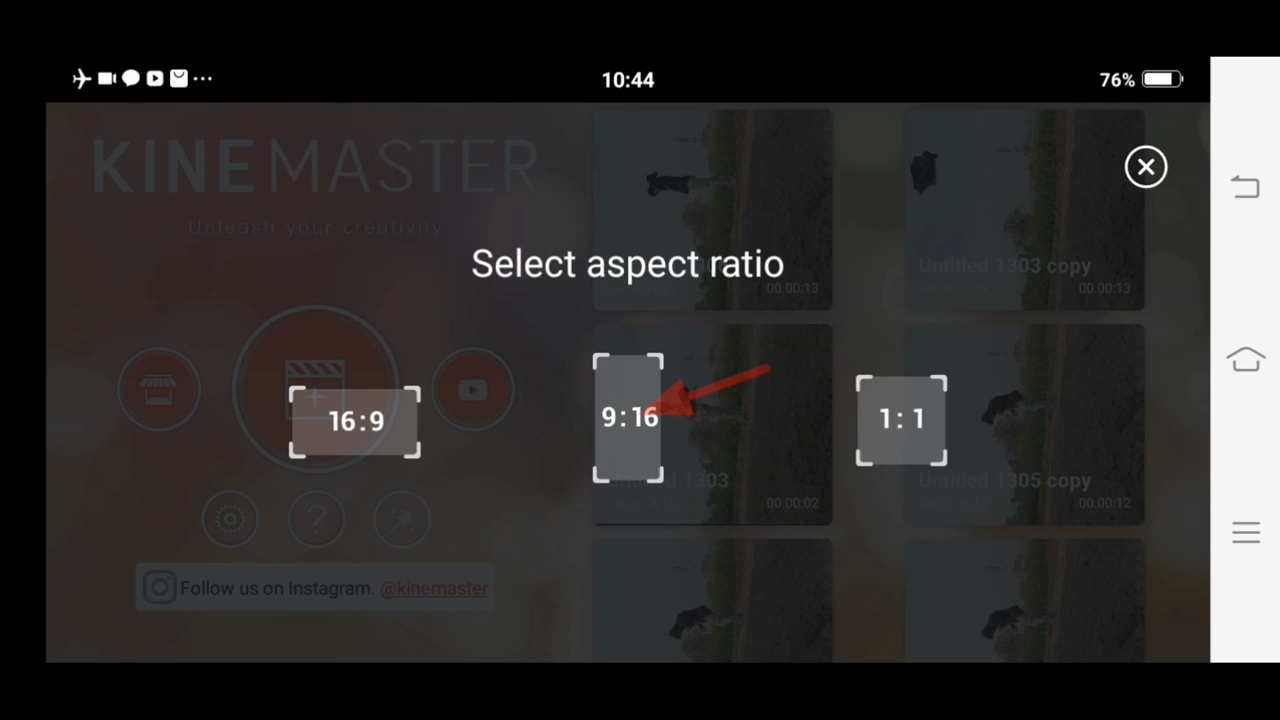 10:44
76%
KINEMASTER
Unleash your creativity
Select aspect ratio
16:9
9:16
1:1
00:00:13
Untitled 1303 copy
00:00:13
1303
00:00:02
Untitled 1305 copy
00:00:12
Follow us on Instagram. @kinemaster